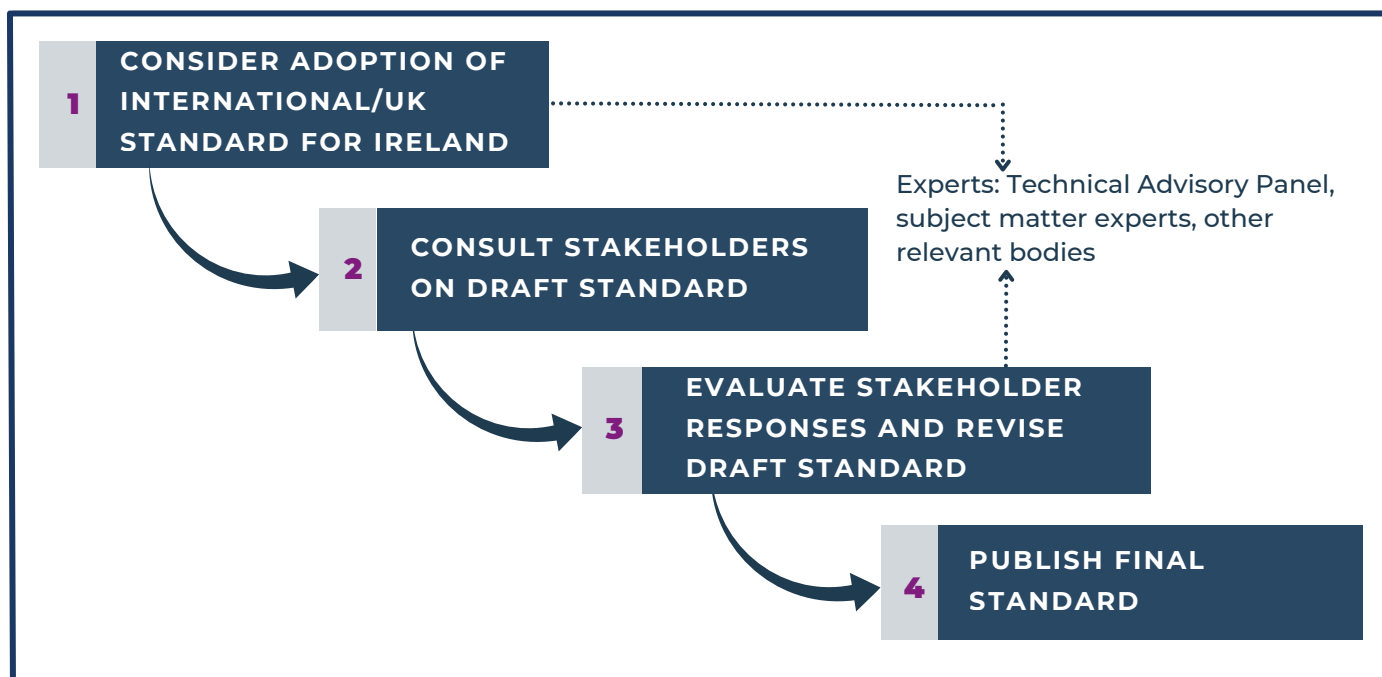 1
CONSIDER ADOPTION OF
INTERNATIONAL/UK
STANDARD FOR IRELAND
Experts: Technical Advisory Panel,
subject matter experts, other
relevant bodies
2
CONSULT STAKEHOLDERS
ON DRAFT STANDARD
3
EVALUATE STAKEHOLDER
RESPONSES AND REVISE
DRAFT STANDARD
4
PUBLISH FINAL
STANDARD